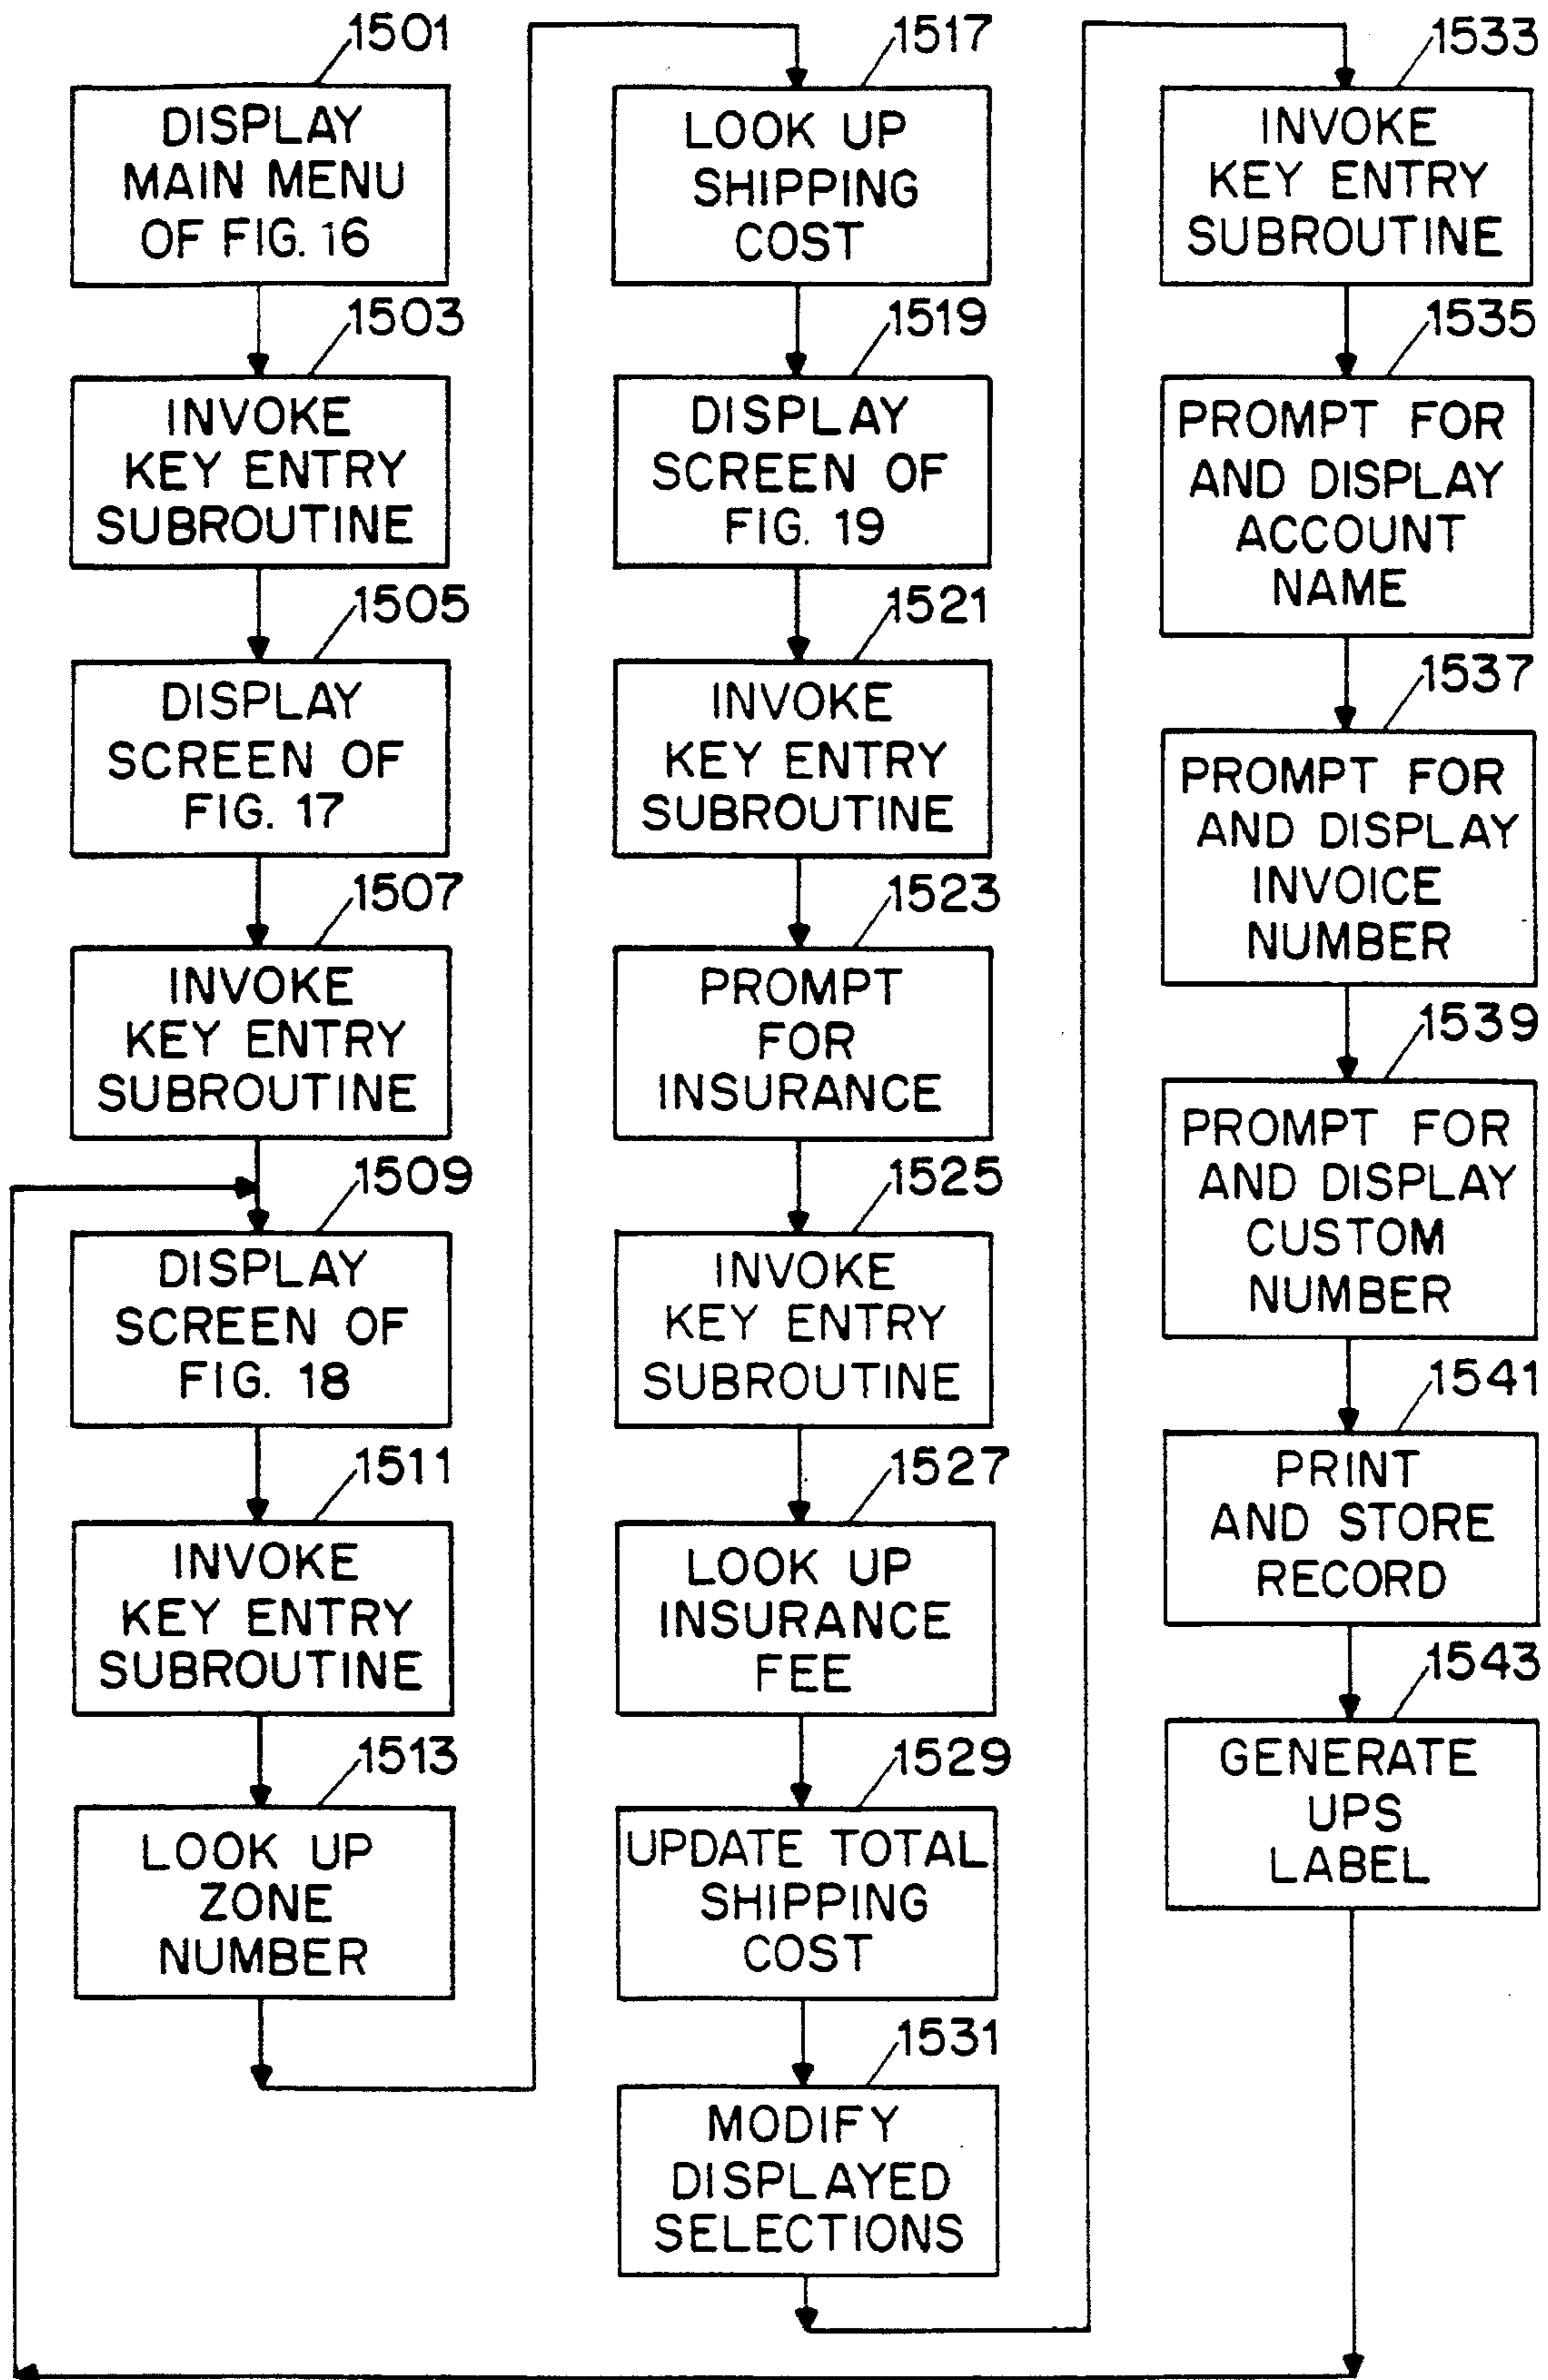 1501
DISPLAY
MAIN MENU
OF FIG. 16
1503
INVOKE
KEY ENTRY
SUBROUTINE
1505
DISPLAY
SCREEN OF
FIG. 17
1507
INVOKE
KEY ENTRY
SUBROUTINE
1509
DISPLAY
SCREEN OF
FIG. 18
1511
INVOKE
KEY ENTRY
SUBROUTINE
1513
LOOK UP
ZONE
NUMBER
1517
LOOK UP
SHIPPING
COST
1519
DISPLAY
SCREEN OF
FIG. 19
1521
INVOKE
KEY ENTRY
SUBROUTINE
1523
PROMPT
FOR
INSURANCE
1525
INVOKE
KEY ENTRY
SUBROUTINE
1527
LOOK UP
INSURANCE
FEE
1529
UPDATE TOTAL
SHIPPING
COST
1531
MODIFY
DISPLAYED
SELECTIONS
1533
INVOKE
KEY ENTRY
SUBROUTINE
1535
PROMPT FOR
AND DISPLAY
ACCOUNT
NAME
1537
PROMPT FOR
AND DISPLAY
INVOICE
NUMBER
1539
PROMPT FOR
AND DISPLAY
CUSTOM
NUMBER
1541
PRINT
AND STORE
RECORD
1543
GENERATE
UPS
LABEL